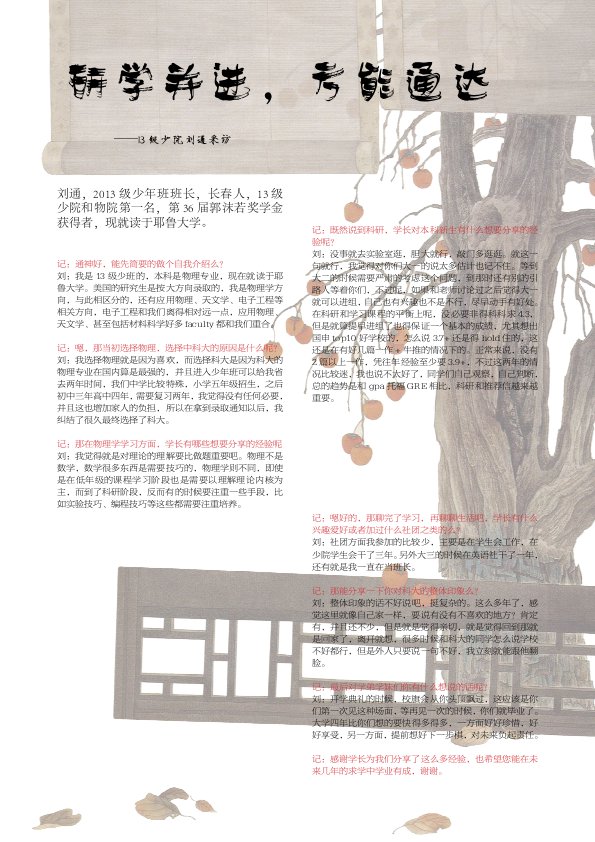 研学并进，方能通达
——13 级少院刘通采访
刘通，2013 级少年班班长，长春人，13 级
少院和物院第一名，第 36 届郭沫若奖学金
获得者，现就读于耶鲁大学。
记：通神好，能先简要的做个自我介绍么？
刘：我是 13 级少班的，本科是物理专业，现在就读于耶
鲁大学。美国的研究生是按大方向录取的，我是物理学方
向，与此相区分的，还有应用物理、天文学、电子工程等
相关方向，电子工程和我们离得相对远一点，应用物理、
天文学、甚至包括材料科学好多 faculty 都和我们重合。
记：嗯，那当初选择物理，选择中科大的原因是什么呢？
刘：我选择物理就是因为喜欢，而选择科大是因为科大的
物理专业在国内算是最强的，并且进入少年班可以给我省
去两年时间，我们中学比较特殊，小学五年级招生，之后
初中三年高中四年，需要复习两年，我觉得没有任何必要，
并且这也增加家人的负担，所以在拿到录取通知以后，我
纠结了很久最终选择了科大。
记：那在物理学学习方面，学长有哪些想要分享的经验呢
刘：我觉得就是对理论的理解要比做题重要吧。物理不是
数学，数学很多东西是需要技巧的，物理学则不同，即使
是在低年级的课程学习阶段也是需要以理解理论内核为
主，而到了科研阶段，反而有的时候要注重一些手段，比
如实验技巧、编程技巧等这些都需要注重培养。
记：既然说到科研，学长对本科新生有什么想要分享的经
验呢？
刘：没事就去实验室逛，胆大就行，敲门多逛逛。就这一
句就行，我觉得对你们大一的说太多估计也记不住。等到
大二的时候需要严肃的考虑这个问题，到那时还有别的引
路人等着你们，不过呢，如果和老师讨论过之后觉得大一
就可以进组，自己也有兴趣也不是不行，尽早动手有好处。
在科研和学习课程的平衡上呢，没必要非得科科求 4.3，
但是就算提早进组了也得保证一个基本的成绩，尤其想出
国申 top10 好学校的，怎么说 3.7+ 还是得 hold 住的，这
还是在有好几篇一作 + 牛推的情况下的。正常来说，没有
2 篇以上一作，凭往年经验至少要 3.9+，不过这两年的情
况比较迷，我也说不太好了，同学们自己观察，自己判断，
总的趋势是和 gpa 托福 GRE 相比，科研和推荐信越来越
重要。
记：嗯好的，那聊完了学习，再聊聊生活吧，学长有什么
兴趣爱好或者加过什么社团之类的么？
刘：社团方面我参加的比较少，主要是在学生会工作，在
少院学生会干了三年。另外大三的时候在英语社干了一年，
还有就是我一直在当班长。
记：那能分享一下你对科大的整体印象么？
刘：整体印象的话不好说吧，挺复杂的。这么多年了，感
觉这里就像自己家一样，要说有没有不喜欢的地方？肯定
有，并且还不少，但是就是觉得亲切，就是觉得回到那就
是回家了，离开就想，很多时候和科大的同学怎么说学校
不好都行，但是外人只要说一句不好，我立刻就能跟他翻
脸。
记：最后对学弟学妹们你有什么想说的话呢？
刘：开学典礼的时候，校旗会从你头顶飘过，这应该是你
们第一次见这种场面，等再见一次的时候，你们就毕业了。
大学四年比你们想的要快得多得多，一方面好好珍惜，好
好享受，另一方面，提前想好下一步棋，对未来负起责任。
记：感谢学长为我们分享了这么多经验，也希望您能在未
来几年的求学中学业有成，谢谢。